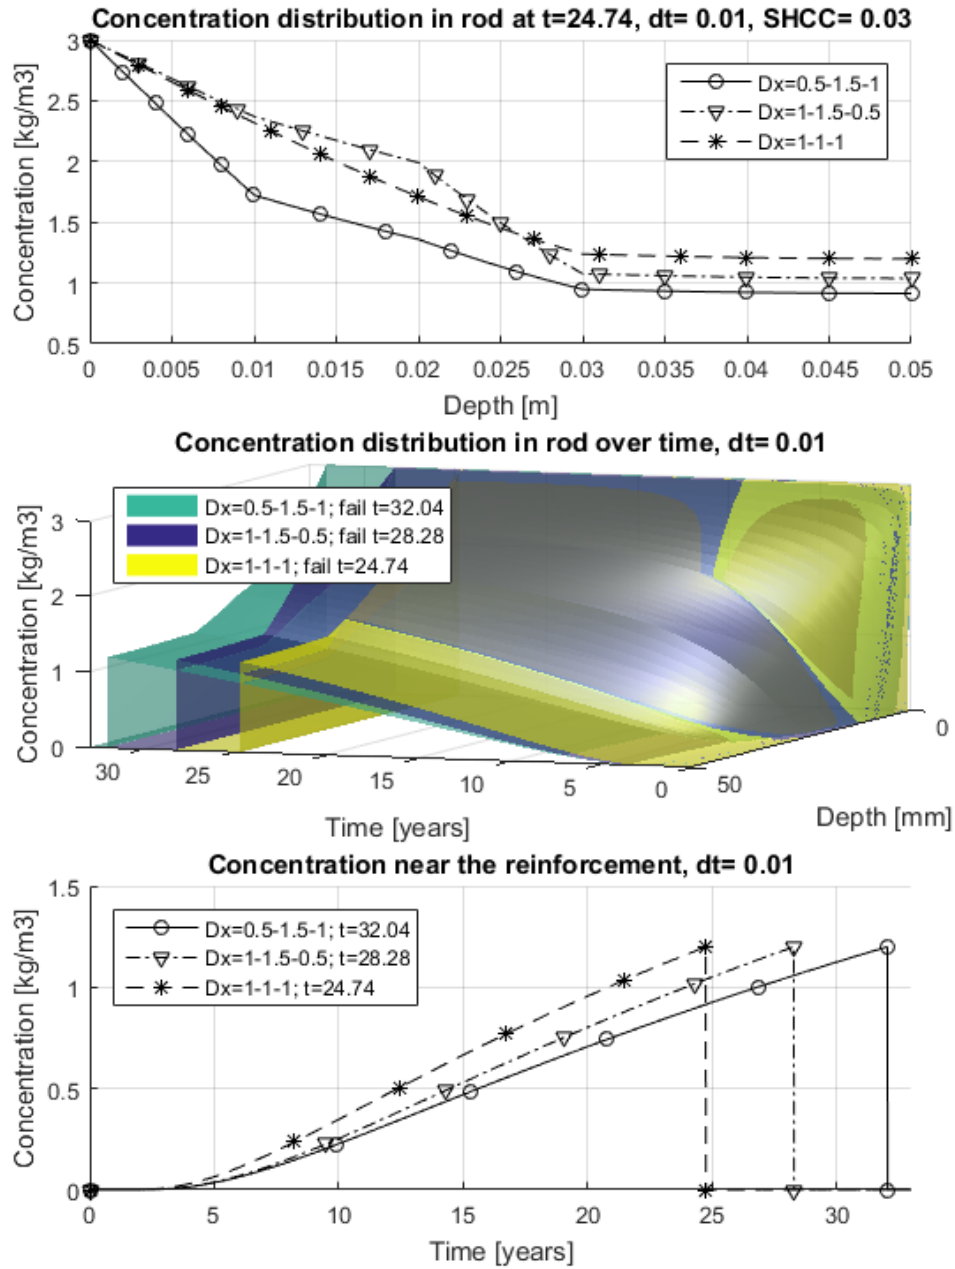 Concentration distribution in rod at t=24.74, dt= 0.01, SHCC= 0.03
Concentration [kg/m3]
3
2.5
2
1.5
1
0.5
Dx=0.5-1.5-1
Dx=1-1.5-0.5
Dx=1-1-1
0 0.005 0.01 0.015 0.02 0.025 0.03 0.035 0.04 0.045 0.05
Depth [m]
Concentration distribution in rod over time, dt= 0.01
Concentration [kg/m3]
3
2
1
0
Dx=0.5-1.5-1; fail t=32.04
Dx=1-1.5-0.5; fail t=28.28
Dx=1-1-1; fail t=24.74
30 25 20 15 10 5 0
50 0
Time [years]
Depth [mm]
Concentration near the reinforcement, dt= 0.01
Concentration [kg/m3]
1.5
1
0.5
0
Dx=0.5-1.5-1; t=32.04
Dx=1-1.5-0.5; t=28.28
Dx=1-1-1; t=24.74
0 5 10 15 20 25 30
Time [years]